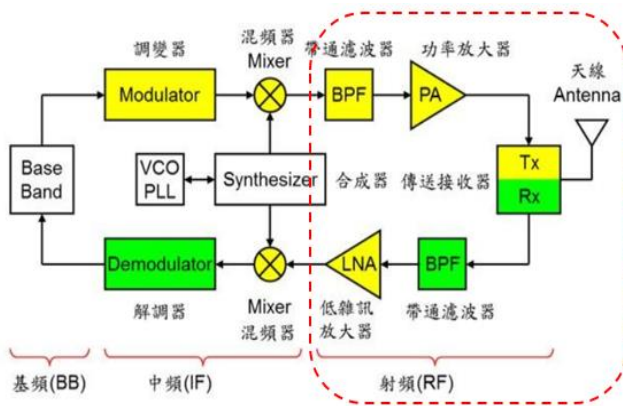 調變器
混頻器
Mixer
帶通濾波器
功率放大器
天線
Antenna
Modulator
BPF
PA
Base
Band
VCO
PLL
Synthesizer
合成器
傳送接收器
Tx
Rx
Demodulator
LNA
BPF
解調器
Mixer
混頻器
低雜訊
放大器
帶通濾波器
基頻(BB)
中頻(IF)
射頻(RF)